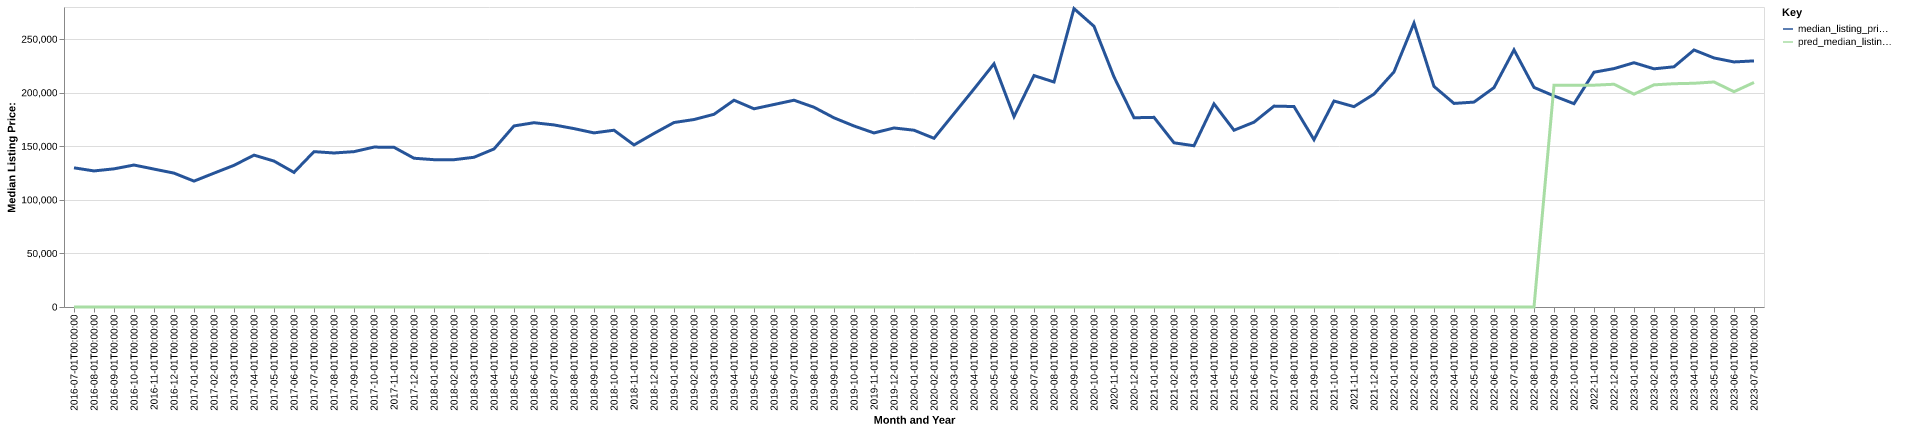 Key
median_listing_pri...
pred_median_listin...
Median Listing Price:
250,000
200,000
150,000
100,000
50,000
0
2016-07-01T00:00:00
2016-08-01T00:00:00
2016-09-01T00:00:00
2016-10-01T00:00:00
2016-11-01T00:00:00
2016-12-01T00:00:00
2017-01-01T00:00:00
2017-02-01T00:00:00
2017-03-01T00:00:00
2017-04-01T00:00:00
2017-05-01T00:00:00
2017-06-01T00:00:00
2017-07-01T00:00:00
2017-08-01T00:00:00
2017-09-01T00:00:00
2017-10-01T00:00:00
2017-11-01T00:00:00
2017-12-01T00:00:00
2018-01-01T00:00:00
2018-02-01T00:00:00
2018-03-01T00:00:00
2018-04-01T00:00:00
2018-05-01T00:00:00
2018-06-01T00:00:00
2018-07-01T00:00:00
2018-08-01T00:00:00
2018-09-01T00:00:00
2018-10-01T00:00:00
2018-11-01T00:00:00
2018-12-01T00:00:00
2019-01-01T00:00:00
2019-02-01T00:00:00
2019-03-01T00:00:00
2019-04-01T00:00:00
2019-05-01T00:00:00
2019-06-01T00:00:00
2019-07-01T00:00:00
2019-08-01T00:00:00
2019-09-01T00:00:00
2019-10-01T00:00:00
2019-11-01T00:00:00
2019-12-01T00:00:00
2020-01-01T00:00:00
2020-02-01T00:00:00
2020-03-01T00:00:00
2020-04-01T00:00:00
2020-05-01T00:00:00
2020-06-01T00:00:00
2020-07-01T00:00:00
2020-08-01T00:00:00
2020-09-01T00:00:00
2020-10-01T00:00:00
2020-11-01T00:00:00
2020-12-01T00:00:00
2021-01-01T00:00:00
2021-02-01T00:00:00
2021-03-01T00:00:00
2021-04-01T00:00:00
2021-05-01T00:00:00
2021-06-01T00:00:00
2021-07-01T00:00:00
2021-08-01T00:00:00
2021-09-01T00:00:00
2021-10-01T00:00:00
2021-11-01T00:00:00
2021-12-01T00:00:00
2022-01-01T00:00:00
2022-02-01T00:00:00
2022-03-01T00:00:00
2022-04-01T00:00:00
2022-05-01T00:00:00
2022-06-01T00:00:00
2022-07-01T00:00:00
2022-08-01T00:00:00
2022-09-01T00:00:00
2022-10-01T00:00:00
2022-11-01T00:00:00
2022-12-01T00:00:00
2023-01-01T00:00:00
2023-02-01T00:00:00
2023-03-01T00:00:00
2023-04-01T00:00:00
2023-05-01T00:00:00
2023-06-01T00:00:00
2023-07-01T00:00:00
Month and Year